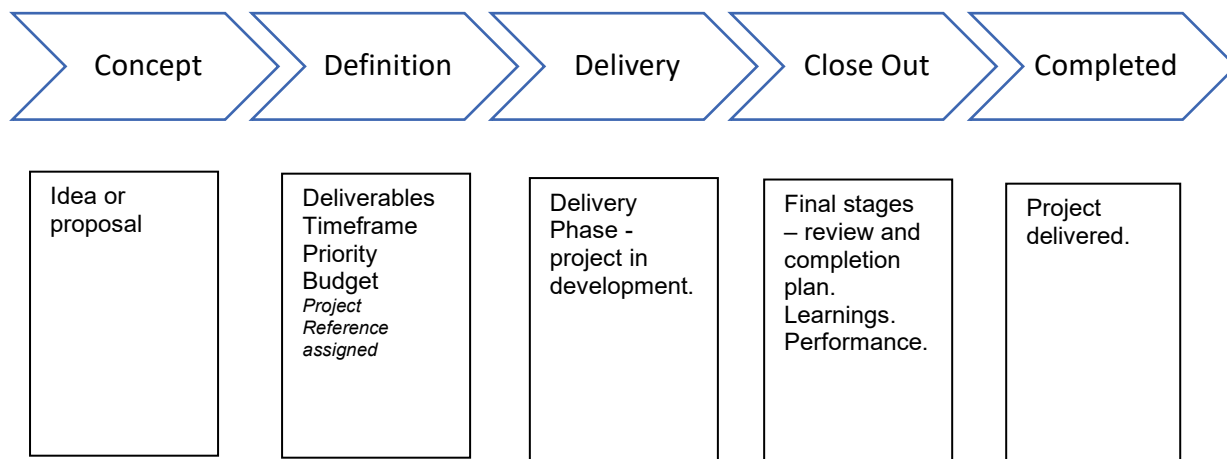 Concept
Definition
Delivery
Close Out
Completed
Idea or
proposal
Deliverables
Timeframe
Priority
Budget
Project
Reference
assigned
Delivery
Phase -
project in
development.
Final stages
– review and
completion
plan.
Learnings.
Performance.
Project
delivered.